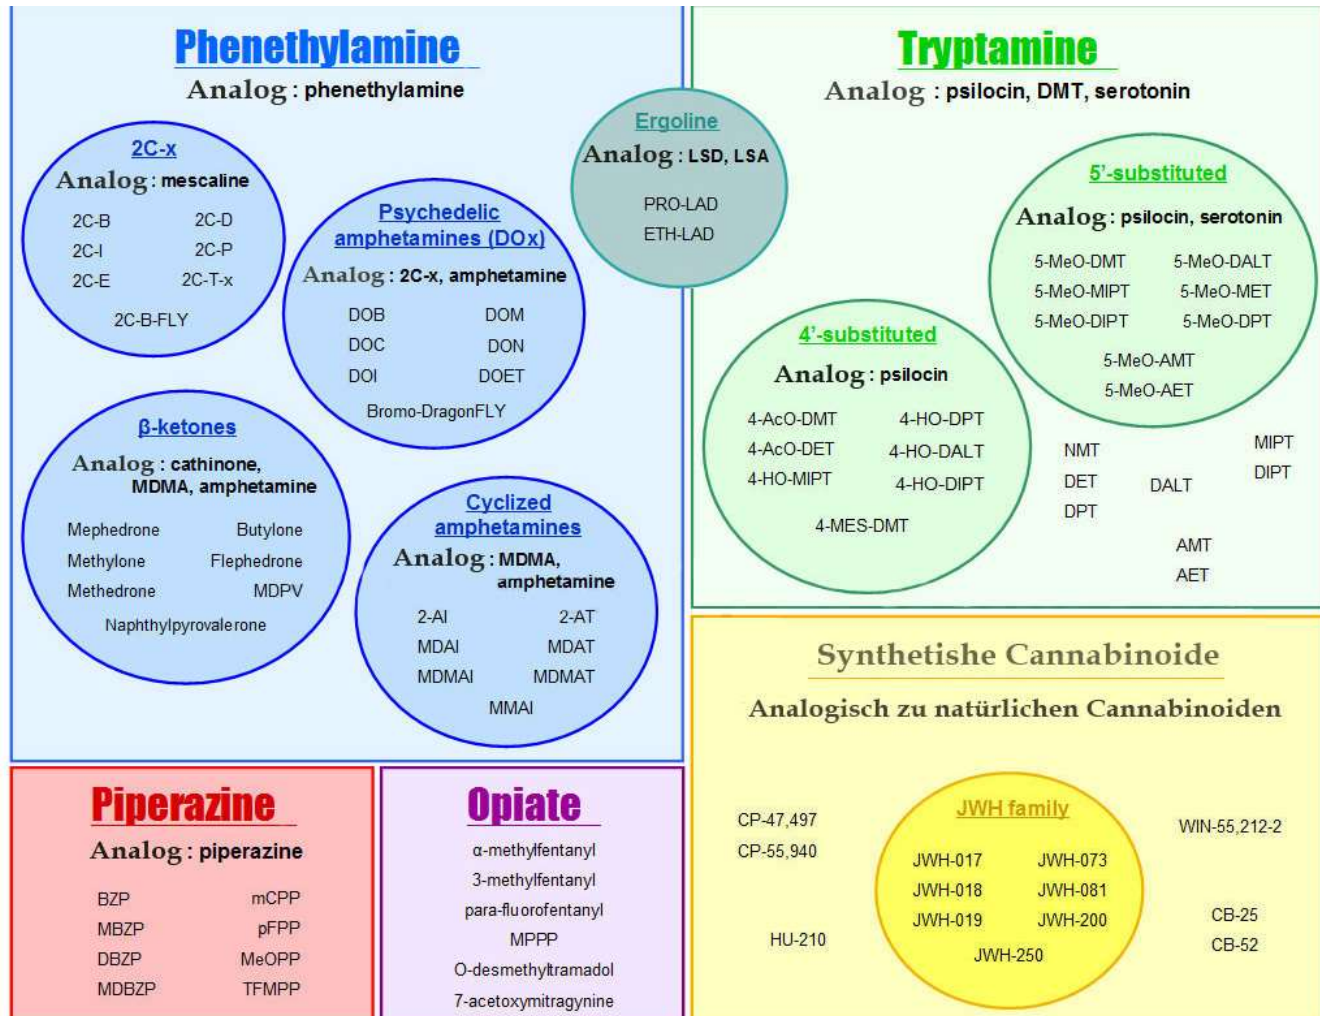 Phenethylamine
Analog : phenethylamine
2C-x
Analog : mescaline
2C-B 2C-D
2C-I 2C-P
2C-E 2C-T-x
2C-B-FLY
Psychedelic
amphetamines (DOx)
Analog : 2C-x, amphetamine
DOB DOM
DOC DON
DOI DOET
Bromo-DragonFLY
β-ketones
Analog : cathinone,
MDMA, amphetamine
Mephedrone Butylone
Methylone Flephedrone
Methedrone MDPV
Naphthylpyrovalerone
Cyclized
amphetamines
Analog : MDMA,
amphetamine
2-AI 2-AT
MDAI MDAT
MDMAI MDMAT
MMAI
Ergoline
Analog : LSD, LSA
PRO-LAD
ETH-LAD
Tryptamine
Analog : psilocin, DMT, serotonin
5'-substituted
Analog : psilocin, serotonin
5-MeO-DMT 5-MeO-DALT
5-MeO-MIPT 5-MeO-MET
5-MeO-DIPT 5-MeO-DPT
5-MeO-AMT
5-MeO-AET
4'-substituted
Analog : psilocin
4-AcO-DMT 4-HO-DPT
4-AcO-DET 4-HO-DALT
4-HO-MIPT 4-HO-DIPT
4-MES-DMT
NMT
DET
DPT
DALT
MIPT
DIPT
AMT
AET
Piperazine
Analog : piperazine
BZP mCPP
MBZP pFPP
DBZP MeOPP
MDBZP TFMPP
Opiate
α-methylfentanyl
3-methylfentanyl
para-fluorofentanyl
MPPP
O-desmethyltramadol
7-acetoxymitragynine
Synthetishe Cannabinoide
Analogisch zu natürlichen Cannabinoiden
CP-47,497
CP-55,940
HU-210
JWH family
JWH-017 JWH-073
JWH-018 JWH-081
JWH-019 JWH-200
JWH-250
WIN-55,212-2
CB-25
CB-52